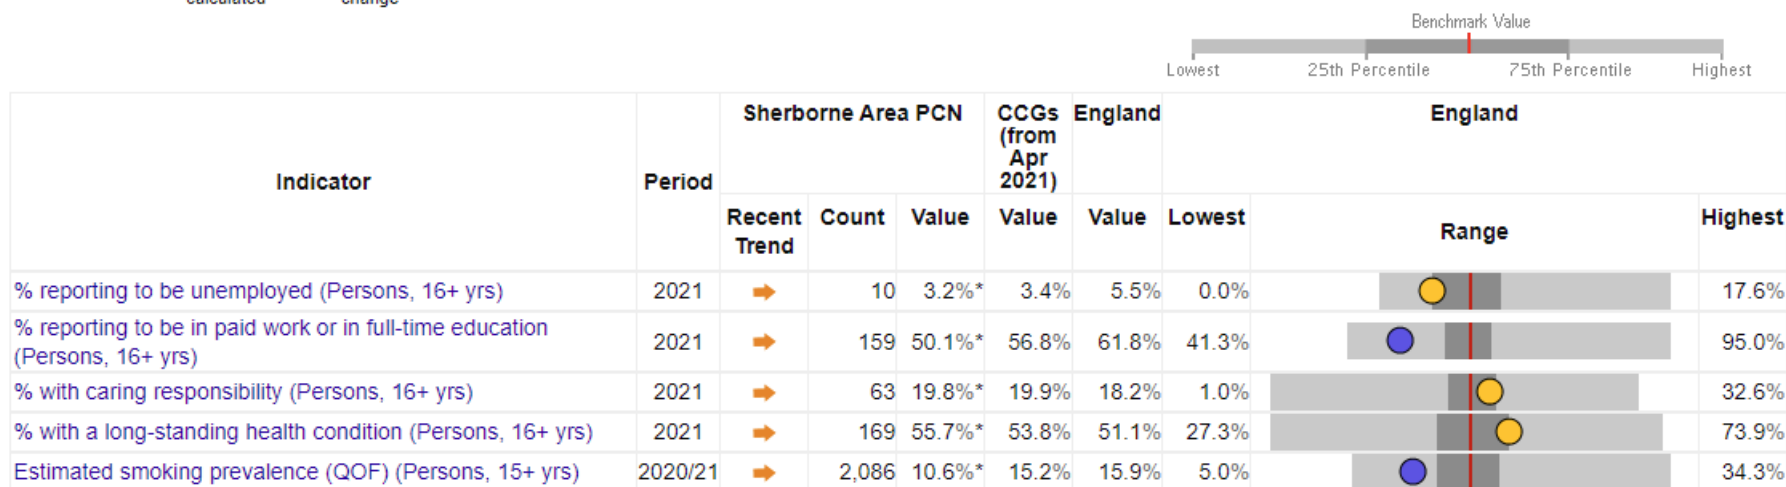 calculated change
Benchmark Value
Lowest 25th Percentile 75th Percentile Highest
Indicator Period Sherborne Area PCN CCGs (from Apr 2021) England England
Recent Trend Count Value Value Value Lowest Range Highest
% reporting to be unemployed (Persons, 16+ yrs) 2021 10 3.2%* 3.4% 5.5% 0.0% 17.6%
% reporting to be in paid work or in full-time education
(Persons, 16+ yrs) 2021 159 50.1%* 56.8% 61.8% 41.3% 95.0%
% with caring responsibility (Persons, 16+ yrs) 2021 63 19.8%* 19.9% 18.2% 1.0% 32.6%
% with a long-standing health condition (Persons, 16+ yrs) 2021 169 55.7%* 53.8% 51.1% 27.3% 73.9%
Estimated smoking prevalence (QOF) (Persons, 15+ yrs) 2020/21 2,086 10.6%* 15.2% 15.9% 5.0% 34.3%